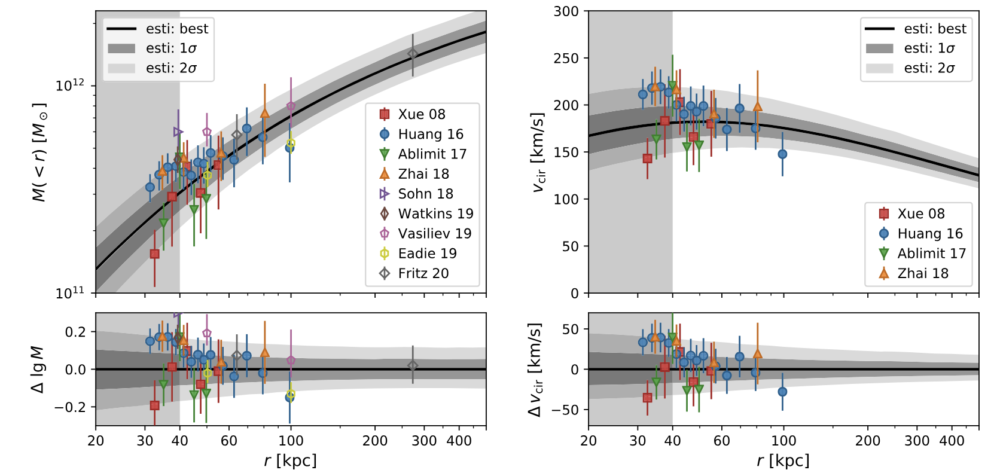 esti: best
esti: 1σ
esti: 2σ
10¹²
10¹¹
M(<r) [M⊙]
Xue 08
Huang 16
Ablimit 17
Zhai 18
Sohn 18
Watkins 19
Vasiliev 19
Eadie 19
Fritz 20
0.2
0.0
−0.2
Δ lgM
20 30 40 60 100 200 300 400
r [kpc]
300
250
200
150
100
50
0
v_cir [km/s]
esti: best
esti: 1σ
esti: 2σ
Xue 08
Huang 16
Ablimit 17
Zhai 18
50
0
−50
Δ v_cir [km/s]
20 30 40 60 100 200 300 400
r [kpc]